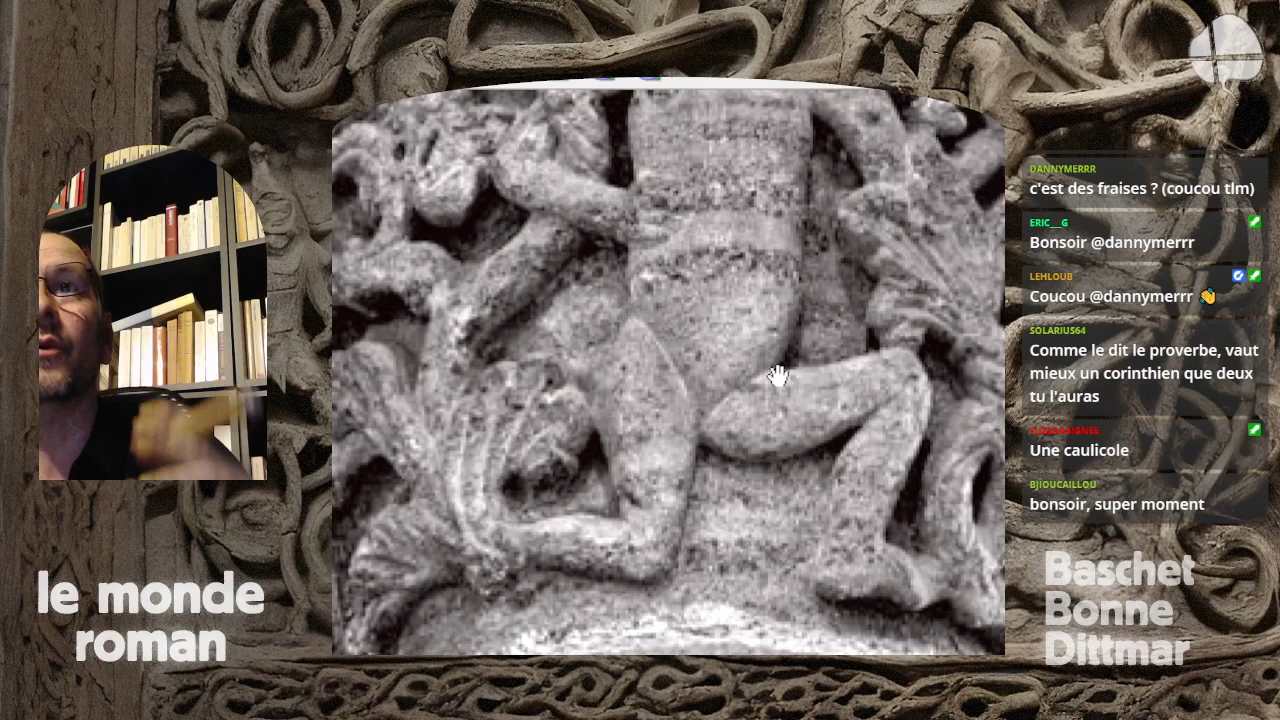 DANNYMERRR
c'est des fraises ? (coucou tlm)
ERIC__G
Bonsoir @dannymerrr
LEHLOUB
Coucou @dannymerrr 👋
SOLARIUS64
Comme le dit le proverbe, vaut
mieux un corinthien que deux
tu l'auras
Une caulicole
BJIOUCAILLOU
bonsoir, super moment
le monde
roman
Baschet
Bonne
Dittmar